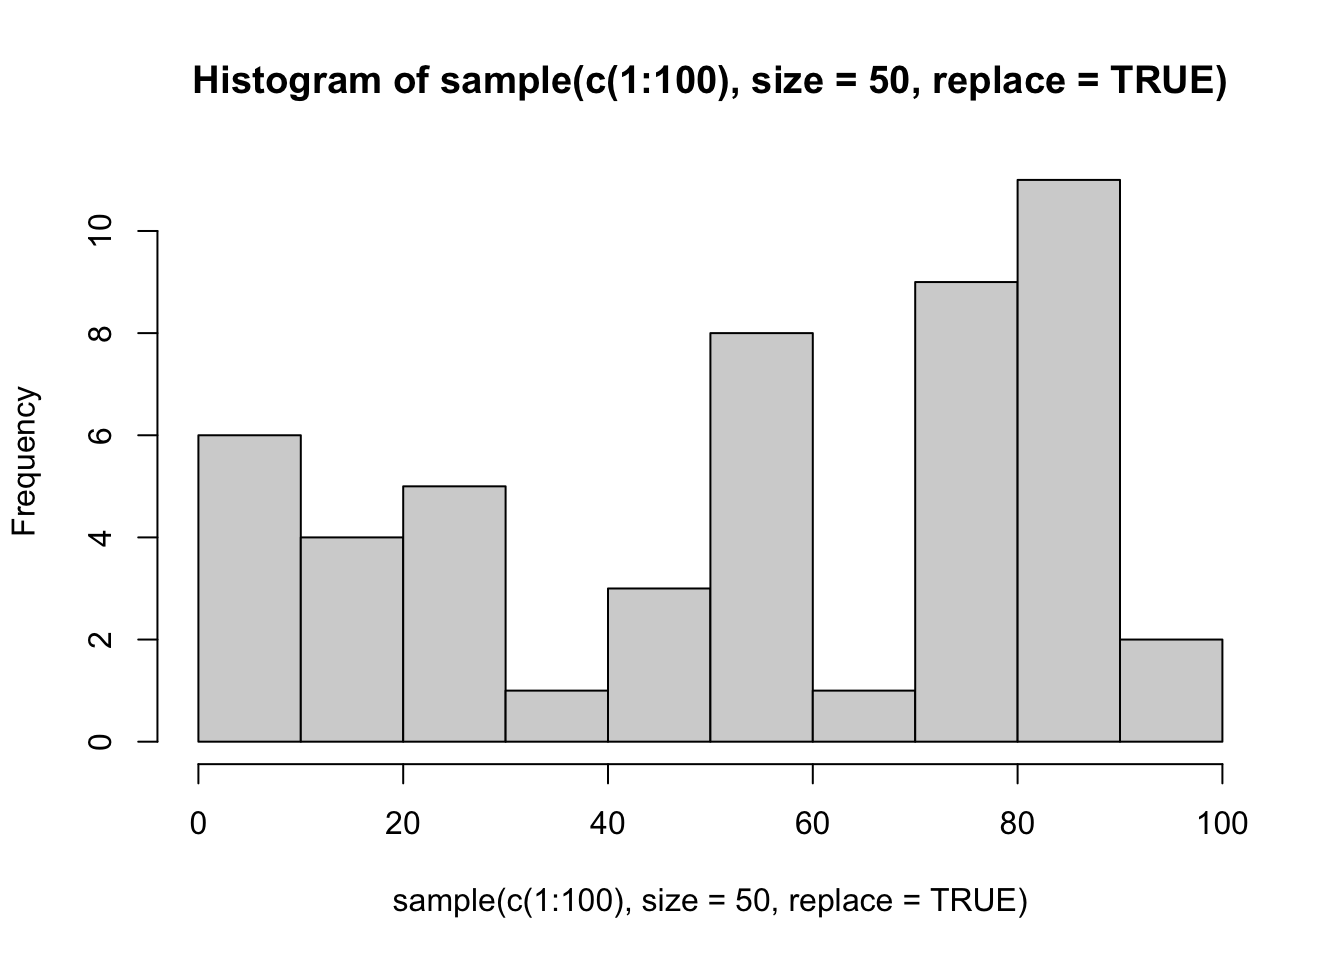 Histogram of sample(c(1:100), size = 50, replace = TRUE)
Frequency
10
8
6
4
2
0
0 20 40 60 80 100
sample(c(1:100), size = 50, replace = TRUE)